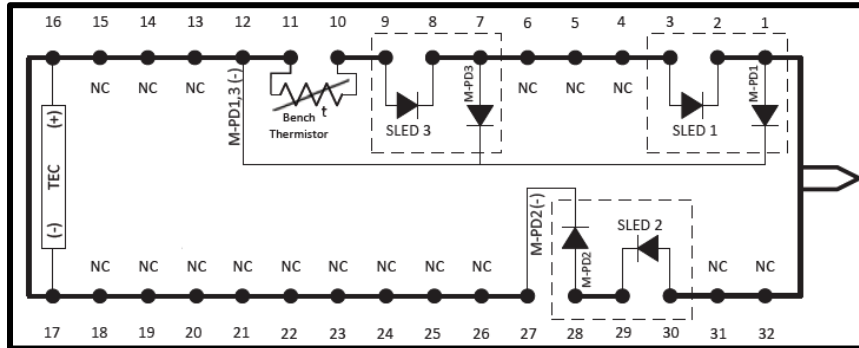 16 15 14 13 12 11 10 9 8 7 6 5 4 3 2 1
NC NC NC NC NC NC
(+)
TEC
(-)
M-PD1,3 (-)
t
Bench
Thermistor
SLED 3
M-PD3
SLED 1
M-PD1
M-PD2(-)
M-PD2
SLED 2
NC NC NC NC NC NC NC NC NC NC NC
17 18 19 20 21 22 23 24 25 26 27 28 29 30 31 32